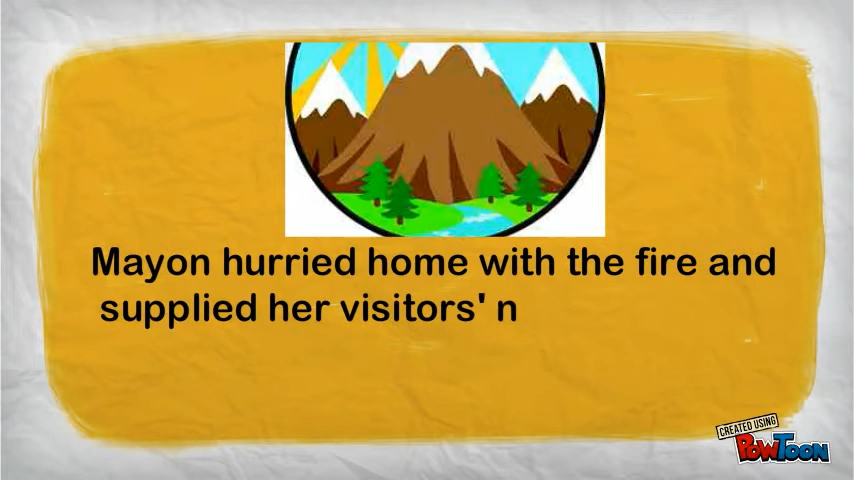 Mayon hurried home with the fire and
supplied her visitors' n
CREATED USING
POWTOON